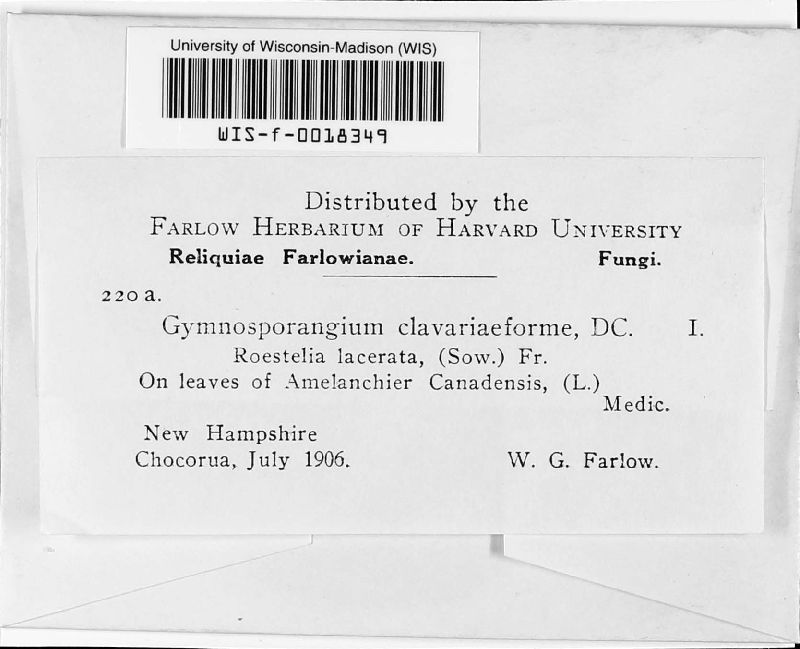 University of Wisconsin-Madison (WIS)
WIS-f-0018349
Distributed by the
FARLOW HERBARIUM OF HARVARD UNIVERSITY
Reliquiae Farlowianae. Fungi.
220 a.
Gymnosporangium clavariaeforme, DC. I.
Roestelia lacerata, (Sow.) Fr.
On leaves of Amelanchier Canadensis, (L.)
Medic.
New Hampshire
Chocorua, July 1906. W. G. Farlow.